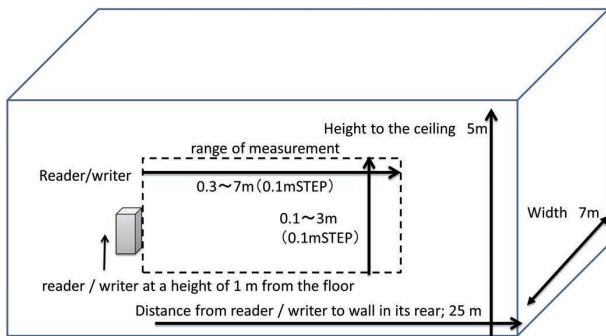 Height to the ceiling 5m
range of measurement
Reader/writer
0.3～7m(0.1mSTEP)
Width 7m
0.1～3m
(0.1mSTEP)
reader / writer at a height of 1 m from the floor
Distance from reader / writer to wall in its rear; 25 m